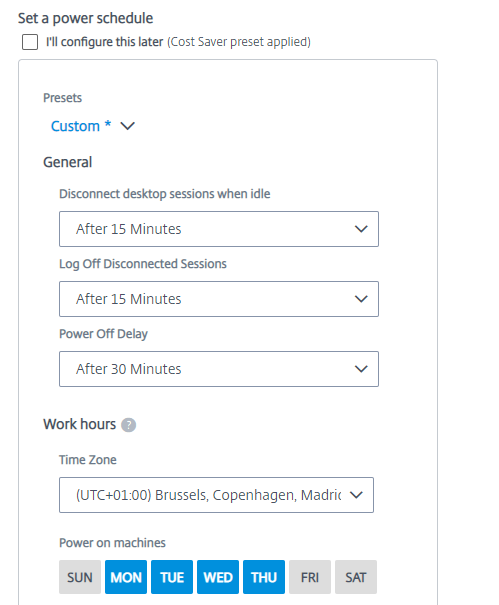 Set a power schedule
I'll configure this later (Cost Saver preset applied)
Presets
Custom *
General
Disconnect desktop sessions when idle
After 15 Minutes
Log Off Disconnected Sessions
After 15 Minutes
Power Off Delay
After 30 Minutes
Work hours ?
Time Zone
(UTC+01:00) Brussels, Copenhagen, Madri
Power on machines
SUN MON TUE WED THU FRI SAT